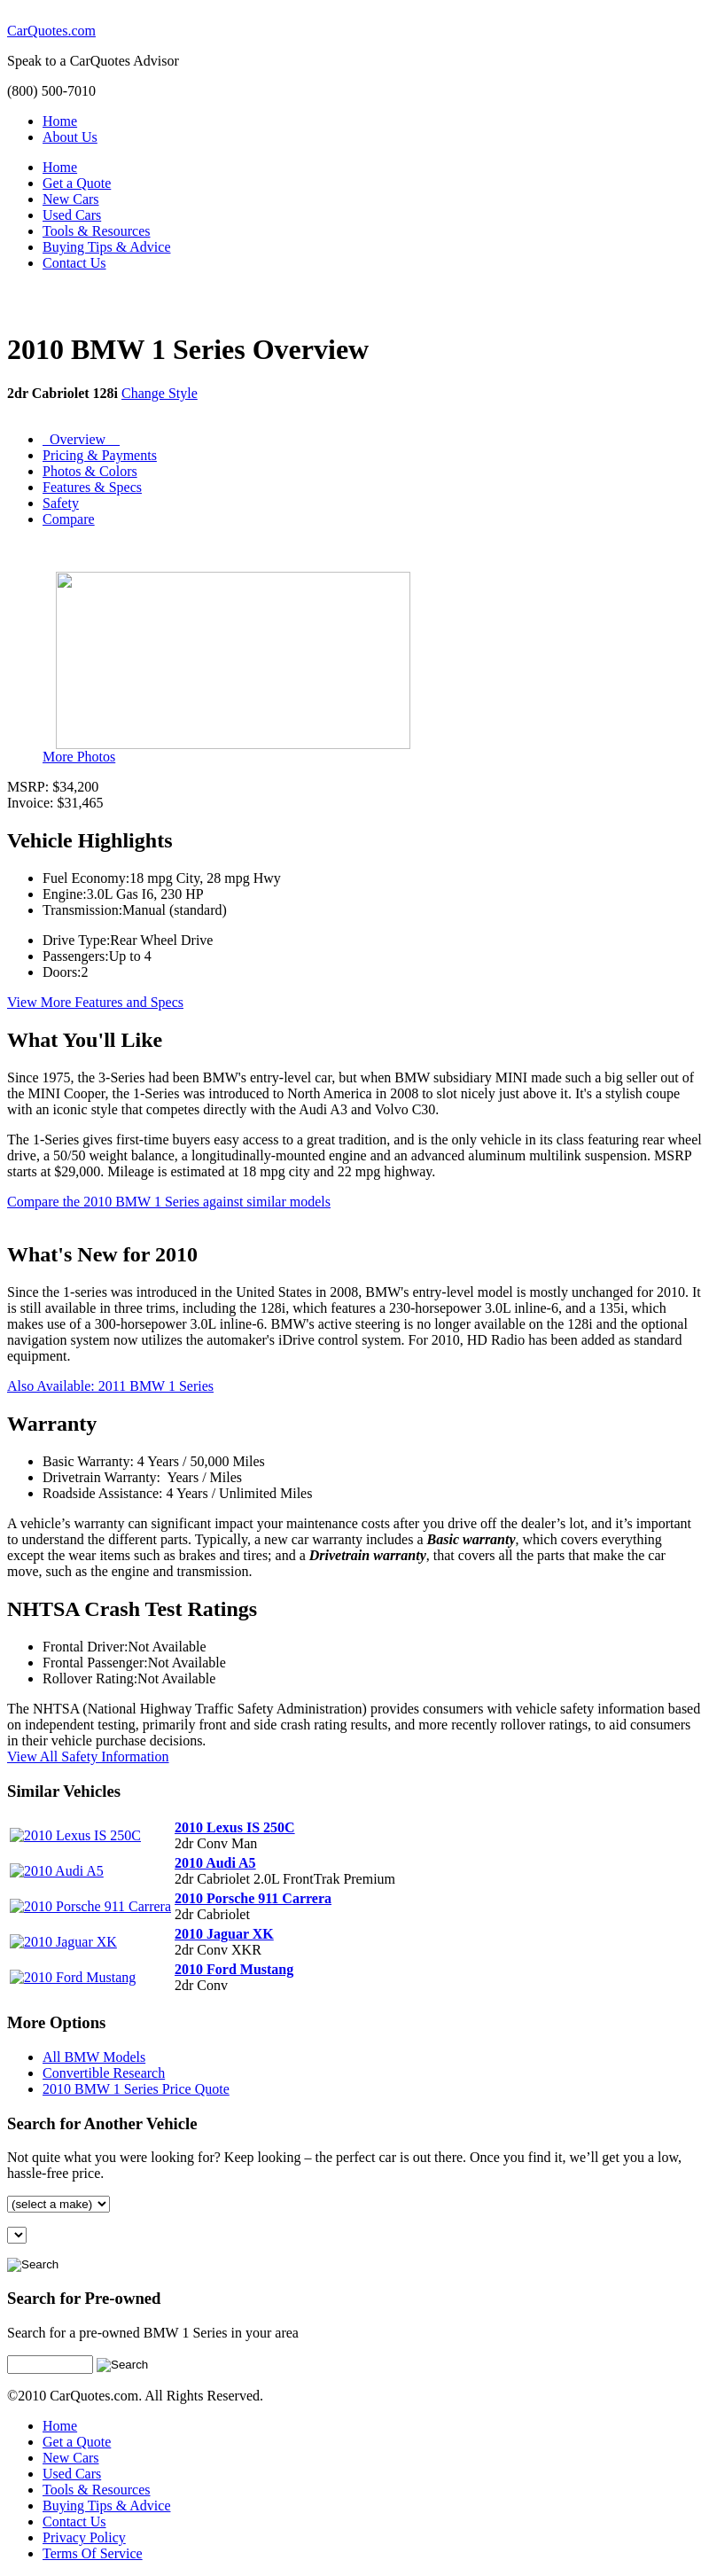 CarQuotes.com
Speak to a CarQuotes Advisor
(800) 500-7010
Home
About Us
Home
Get a Quote
New Cars
Used Cars
Tools & Resources
Buying Tips & Advice
Contact Us
2010 BMW 1 Series Overview
2dr Cabriolet 128i Change Style
Overview
Pricing & Payments
Photos & Colors
Features & Specs
Safety
Compare
More Photos
MSRP: $34,200
Invoice: $31,465
Vehicle Highlights
Fuel Economy:18 mpg City, 28 mpg Hwy
Engine:3.0L Gas I6, 230 HP
Transmission:Manual (standard)
Drive Type:Rear Wheel Drive
Passengers:Up to 4
Doors:2
View More Features and Specs
What You'll Like
Since 1975, the 3-Series had been BMW's entry-level car, but when BMW subsidiary MINI made such a big seller out of
the MINI Cooper, the 1-Series was introduced to North America in 2008 to slot nicely just above it. It's a stylish coupe
with an iconic style that competes directly with the Audi A3 and Volvo C30.
The 1-Series gives first-time buyers easy access to a great tradition, and is the only vehicle in its class featuring rear wheel
drive, a 50/50 weight balance, a longitudinally-mounted engine and an advanced aluminum multilink suspension. MSRP
starts at $29,000. Mileage is estimated at 18 mpg city and 22 mpg highway.
Compare the 2010 BMW 1 Series against similar models
What's New for 2010
Since the 1-series was introduced in the United States in 2008, BMW's entry-level model is mostly unchanged for 2010. It
is still available in three trims, including the 128i, which features a 230-horsepower 3.0L inline-6, and a 135i, which
makes use of a 300-horsepower 3.0L inline-6. BMW's active steering is no longer available on the 128i and the optional
navigation system now utilizes the automaker's iDrive control system. For 2010, HD Radio has been added as standard
equipment.
Also Available: 2011 BMW 1 Series
Warranty
Basic Warranty: 4 Years / 50,000 Miles
Drivetrain Warranty:  Years / Miles
Roadside Assistance: 4 Years / Unlimited Miles
A vehicle’s warranty can significant impact your maintenance costs after you drive off the dealer’s lot, and it’s important
to understand the different parts. Typically, a new car warranty includes a Basic warranty, which covers everything
except the wear items such as brakes and tires; and a Drivetrain warranty, that covers all the parts that make the car
move, such as the engine and transmission.
NHTSA Crash Test Ratings
Frontal Driver:Not Available
Frontal Passenger:Not Available
Rollover Rating:Not Available
The NHTSA (National Highway Traffic Safety Administration) provides consumers with vehicle safety information based
on independent testing, primarily front and side crash rating results, and more recently rollover ratings, to aid consumers
in their vehicle purchase decisions.
View All Safety Information
Similar Vehicles
2010 Lexus IS 250C
2010 Lexus IS 250C
2dr Conv Man
2010 Audi A5
2010 Audi A5
2dr Cabriolet 2.0L FrontTrak Premium
2010 Porsche 911 Carrera
2010 Porsche 911 Carrera
2dr Cabriolet
2010 Jaguar XK
2010 Jaguar XK
2dr Conv XKR
2010 Ford Mustang
2010 Ford Mustang
2dr Conv
More Options
All BMW Models
Convertible Research
2010 BMW 1 Series Price Quote
Search for Another Vehicle
Not quite what you were looking for? Keep looking – the perfect car is out there. Once you find it, we’ll get you a low,
hassle-free price.
(select a make)
Search
Search for Pre-owned
Search for a pre-owned BMW 1 Series in your area
Search
©2010 CarQuotes.com. All Rights Reserved.
Home
Get a Quote
New Cars
Used Cars
Tools & Resources
Buying Tips & Advice
Contact Us
Privacy Policy
Terms Of Service